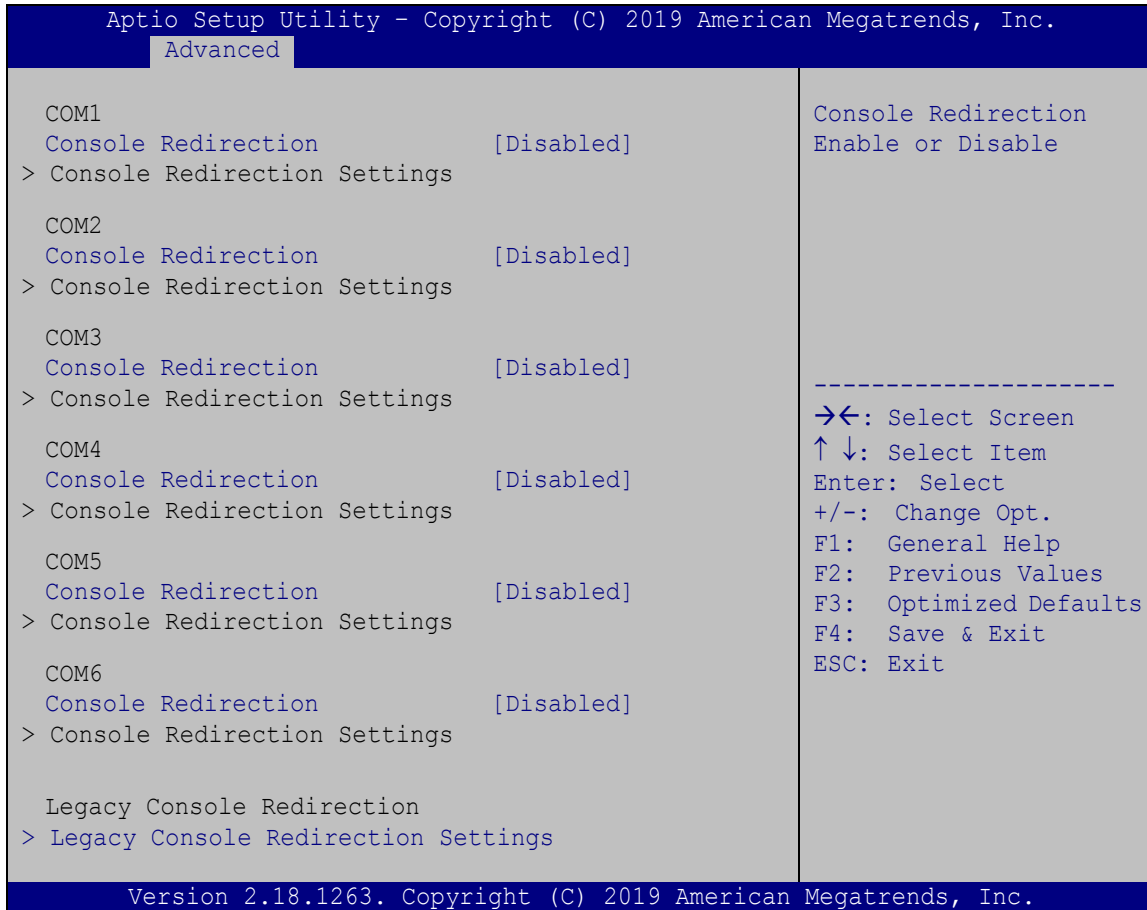 Aptio Setup Utility – Copyright (C) 2019 American Megatrends, Inc.
Advanced
COM1
Console Redirection [Disabled]
> Console Redirection Settings
COM2
Console Redirection [Disabled]
> Console Redirection Settings
COM3
Console Redirection [Disabled]
> Console Redirection Settings
COM4
Console Redirection [Disabled]
> Console Redirection Settings
COM5
Console Redirection [Disabled]
> Console Redirection Settings
COM6
Console Redirection [Disabled]
> Console Redirection Settings
Legacy Console Redirection
> Legacy Console Redirection Settings
Console Redirection
Enable or Disable
---------------------
→←: Select Screen
↑ ↓: Select Item
Enter: Select
+/-: Change Opt.
F1: General Help
F2: Previous Values
F3: Optimized Defaults
F4: Save & Exit
ESC: Exit
Version 2.18.1263. Copyright (C) 2019 American Megatrends, Inc.